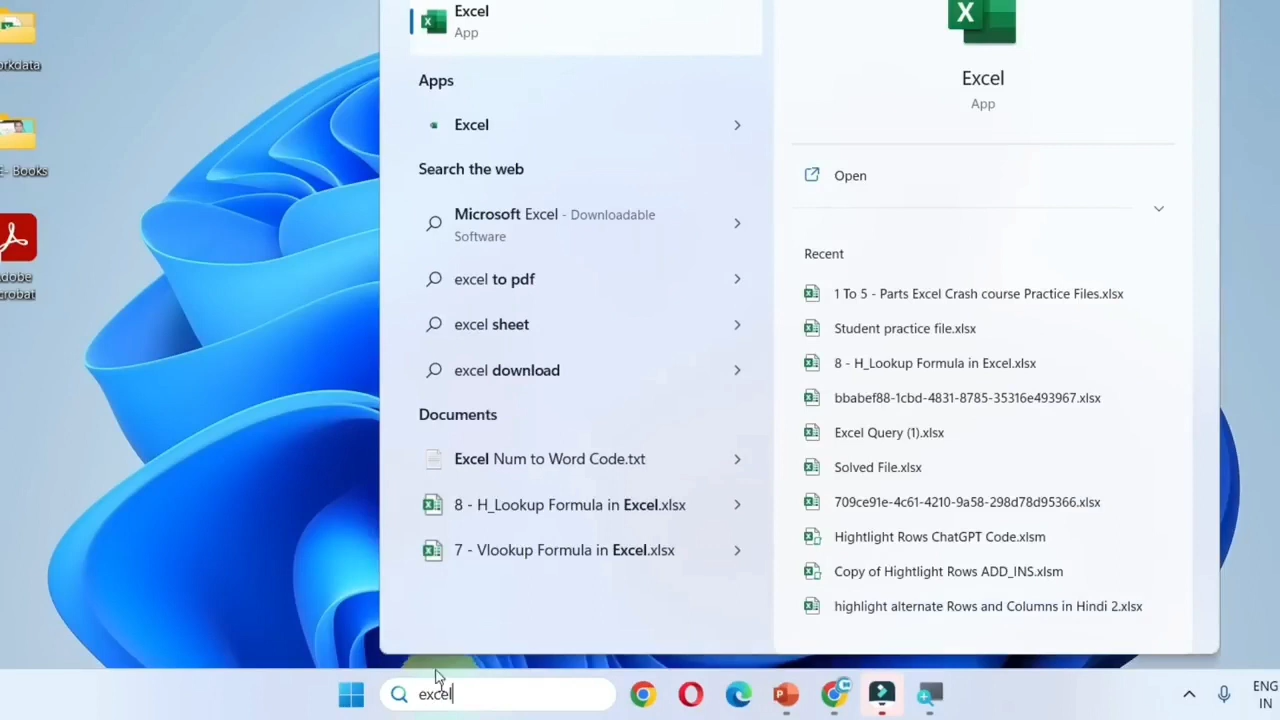 orkdata
E- Books
dobe
crobat
Excel
App
Apps
Excel
Search the web
Microsoft Excel - Downloadable
Software
excel to pdf
excel sheet
excel download
Documents
Excel Num to Word Code.txt
8 - H_Lookup Formula in Excel.xlsx
7 - Vlookup Formula in Excel.xlsx
X
Excel
App
Open
Recent
1 To 5 - Parts Excel Crash course Practice Files.xlsx
Student practice file.xlsx
8 - H_Lookup Formula in Excel.xlsx
bbabef88-1cbd-4831-8785-35316e493967.xlsx
Excel Query (1).xlsx
Solved File.xlsx
709ce91e-4c61-4210-9a58-298d78d95366.xlsx
Hightlight Rows ChatGPT Code.xlsm
Copy of Hightlight Rows ADD_INS.xlsm
highlight alternate Rows and Columns in Hindi 2.xlsx
excel
ENG
IN